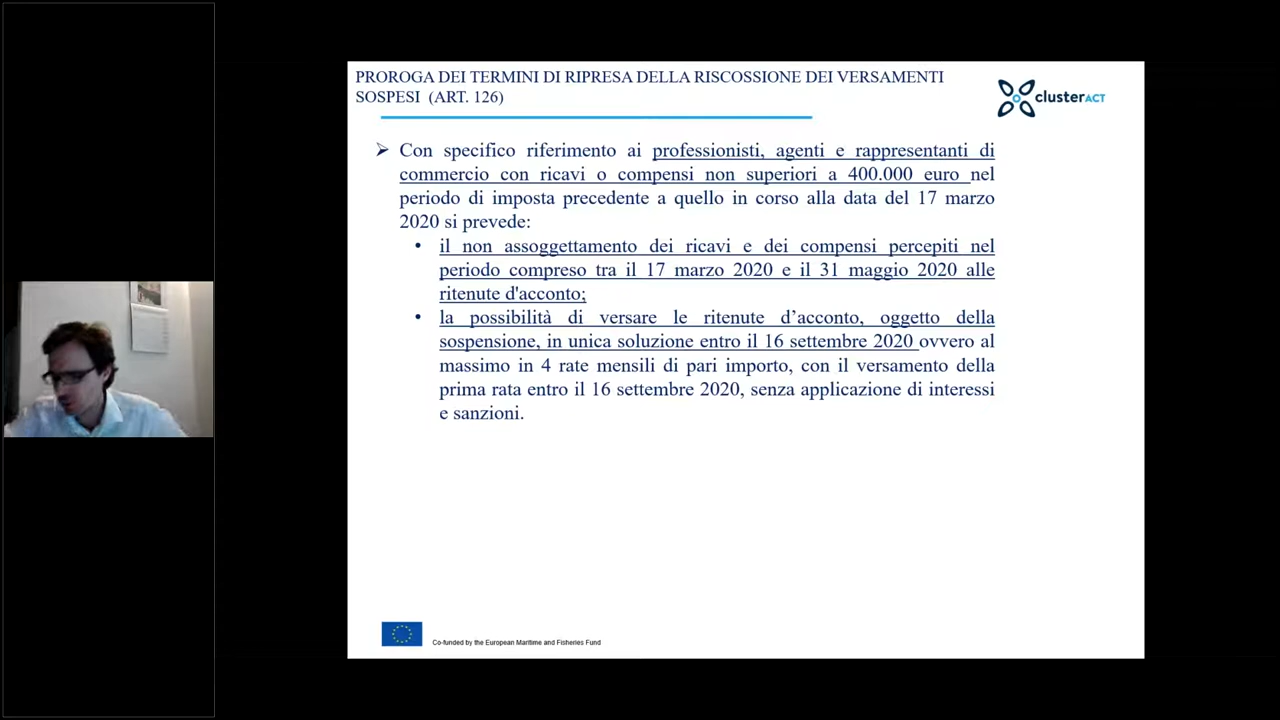 PROROGA DEI TERMINI DI RIPRESA DELLA RISCOSSIONE DEI VERSAMENTI
SOSPESI (ART. 126)
clusterACT
➢ Con specifico riferimento ai professionisti, agenti e rappresentanti di
commercio con ricavi o compensi non superiori a 400.000 euro nel
periodo di imposta precedente a quello in corso alla data del 17 marzo
2020 si prevede:
• il non assoggettamento dei ricavi e dei compensi percepiti nel
periodo compreso tra il 17 marzo 2020 e il 31 maggio 2020 alle
ritenute d'acconto;
• la possibilità di versare le ritenute d’acconto, oggetto della
sospensione, in unica soluzione entro il 16 settembre 2020 ovvero al
massimo in 4 rate mensili di pari importo, con il versamento della
prima rata entro il 16 settembre 2020, senza applicazione di interessi
e sanzioni.
Co-funded by the European Maritime and Fisheries Fund